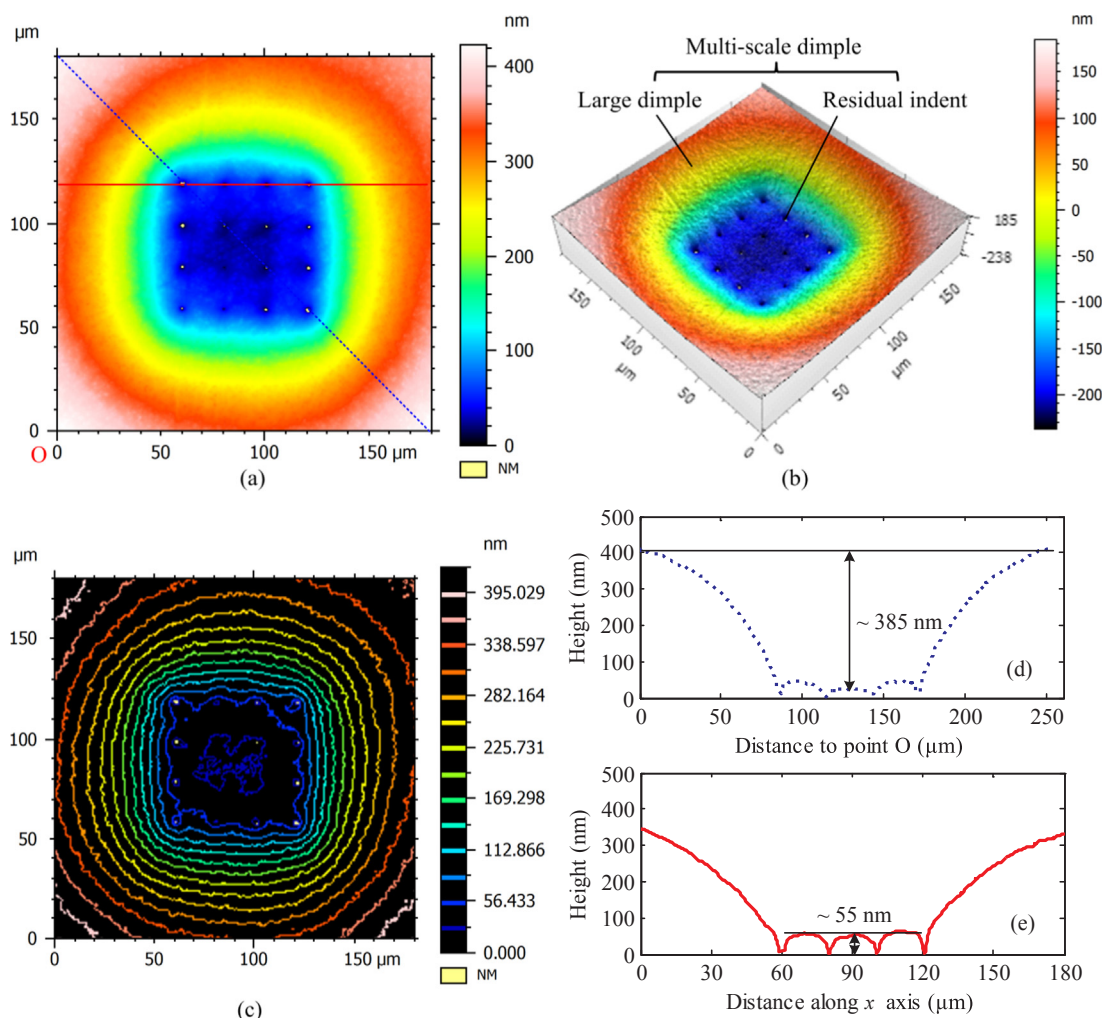 (a)
µm
nm
400
300
200
100
0
NM
150
100
50
0
O
0
50
100
150 µm
(b)
nm
Multi-scale dimple
Large dimple
Residual indent
185
-238
150
100
50
0
µm
150
100
50
0
µm
150
100
50
0
-50
-100
-150
-200
µm
nm
150
100
50
0
0
50
100
150 µm
395.029
338.597
282.164
225.731
169.298
112.866
56.433
0.000
NM
(c)
500
400
300
200
100
0
Height (nm)
~ 385 nm
(d)
0
50
100
150
200
250
Distance to point O (µm)
500
400
300
200
100
0
Height (nm)
~ 55 nm
(e)
0
30
60
90
120
150
180
Distance along x axis (µm)